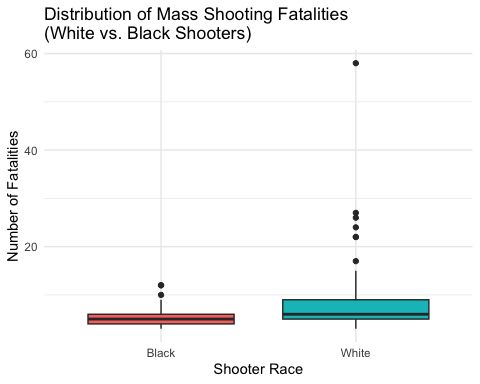 Distribution of Mass Shooting Fatalities
(White vs. Black Shooters)
60
40
20
Number of Fatalities
Black
White
Shooter Race